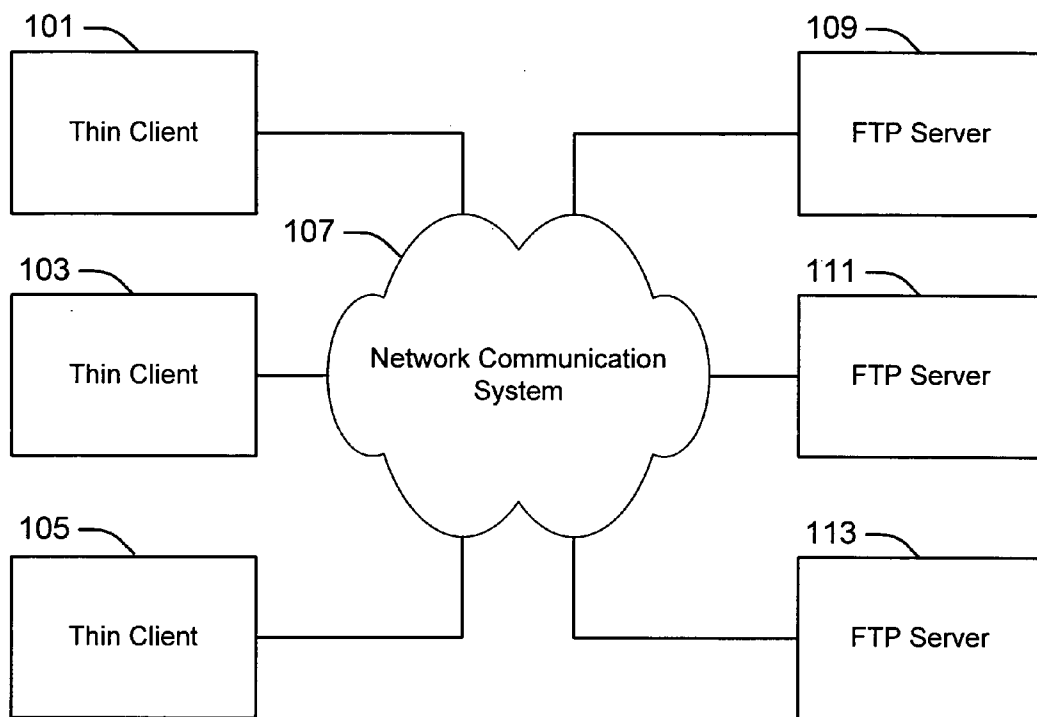 101
Thin Client
109
FTP Server
107
Network Communication
System
103
Thin Client
111
FTP Server
105
Thin Client
113
FTP Server